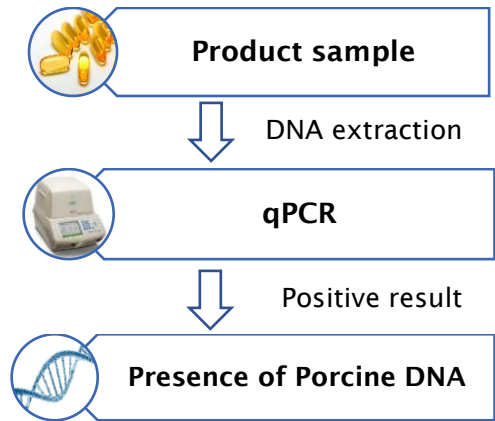 Product sample
DNA extraction
qPCR
Positive result
Presence of Porcine DNA